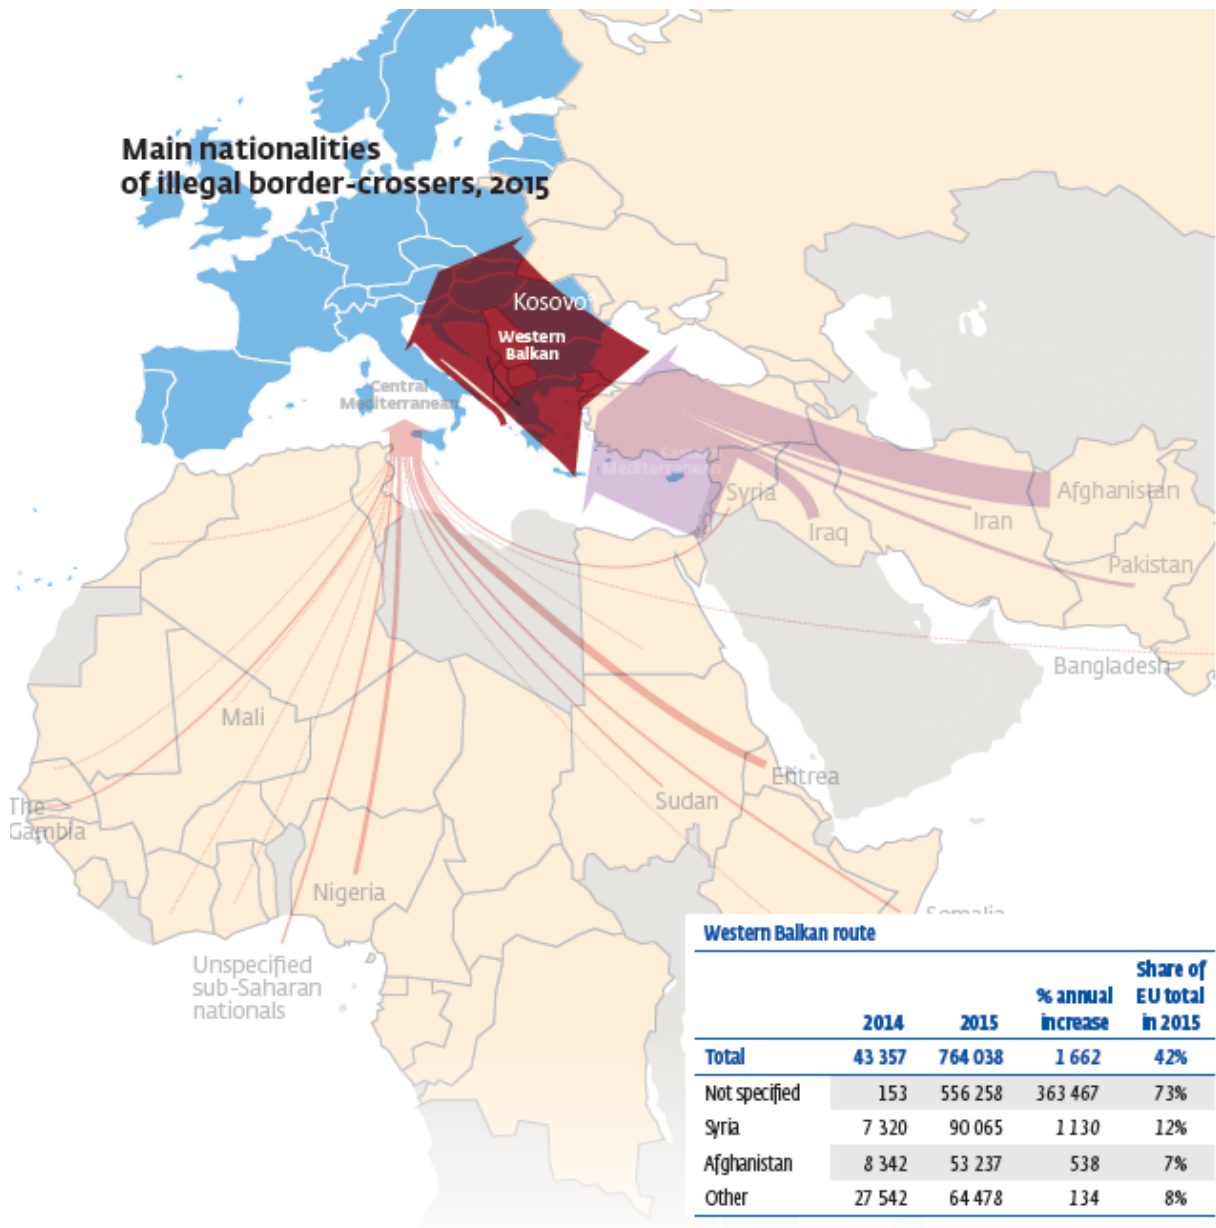 Main nationalities
of illegal border-crossers, 2015
Kosovo*
Western
Balkan
Central
Mediterranean
Eastern
Mediterranean
Syria
Afghanistan
Iran
Iraq
Pakistan
Bangladesh
Mali
Eritrea
The
Gambia
Sudan
Nigeria
Somalia
Unspecified
sub-Saharan
nationals
Western Balkan route
2014 2015 % annual increase Share of EU total in 2015
Total 43 357 764 038 1 662 42%
Not specified 153 556 258 363 467 73%
Syria 7 320 90 065 1 130 12%
Afghanistan 8 342 53 237 538 7%
Other 27 542 64 478 134 8%